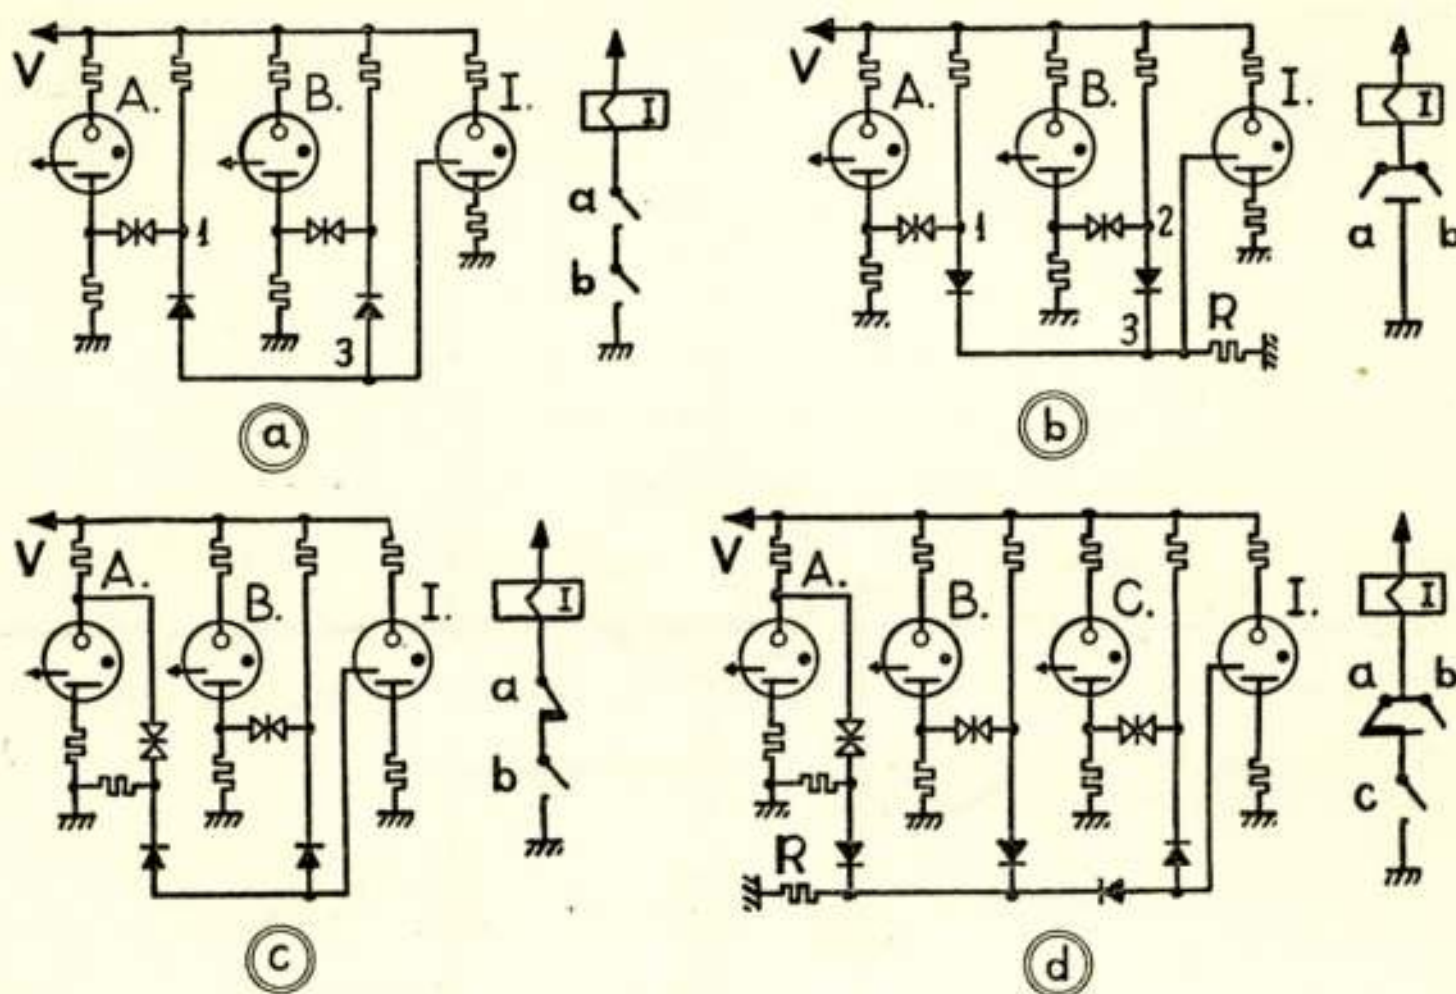 V A. B. I. I
1
a
b
3
a
V A. B. I. I
1 2
a b
3 R
b
V A. B. I. I
a
b
c
V A. B. C. I. I
a b
c
R
d